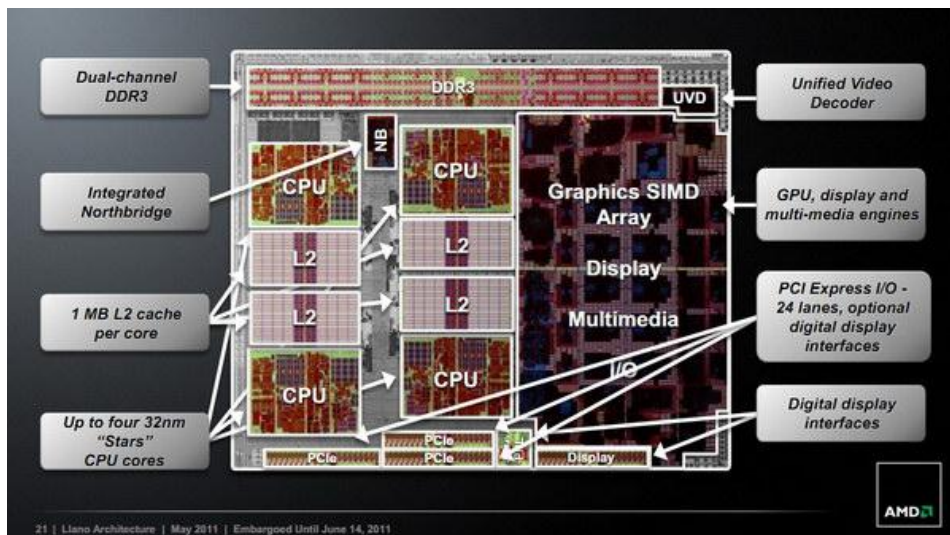 Dual-channel
DDR3
Integrated
Northbridge
1 MB L2 cache
per core
Up to four 32nm
"Stars"
CPU cores
DDR3
UVD
NB
CPU
CPU
L2
L2
L2
L2
CPU
CPU
Graphics SIMD
Array
Display
Multimedia
I/O
PCIe
PCIe
PCIe
Display
Unified Video
Decoder
GPU, display and
multi-media engines
PCI Express I/O -
24 lanes, optional
digital display
interfaces
Digital display
interfaces
AMD
21 | Llano Architecture | May 2011 | Embargoed Until June 14, 2011